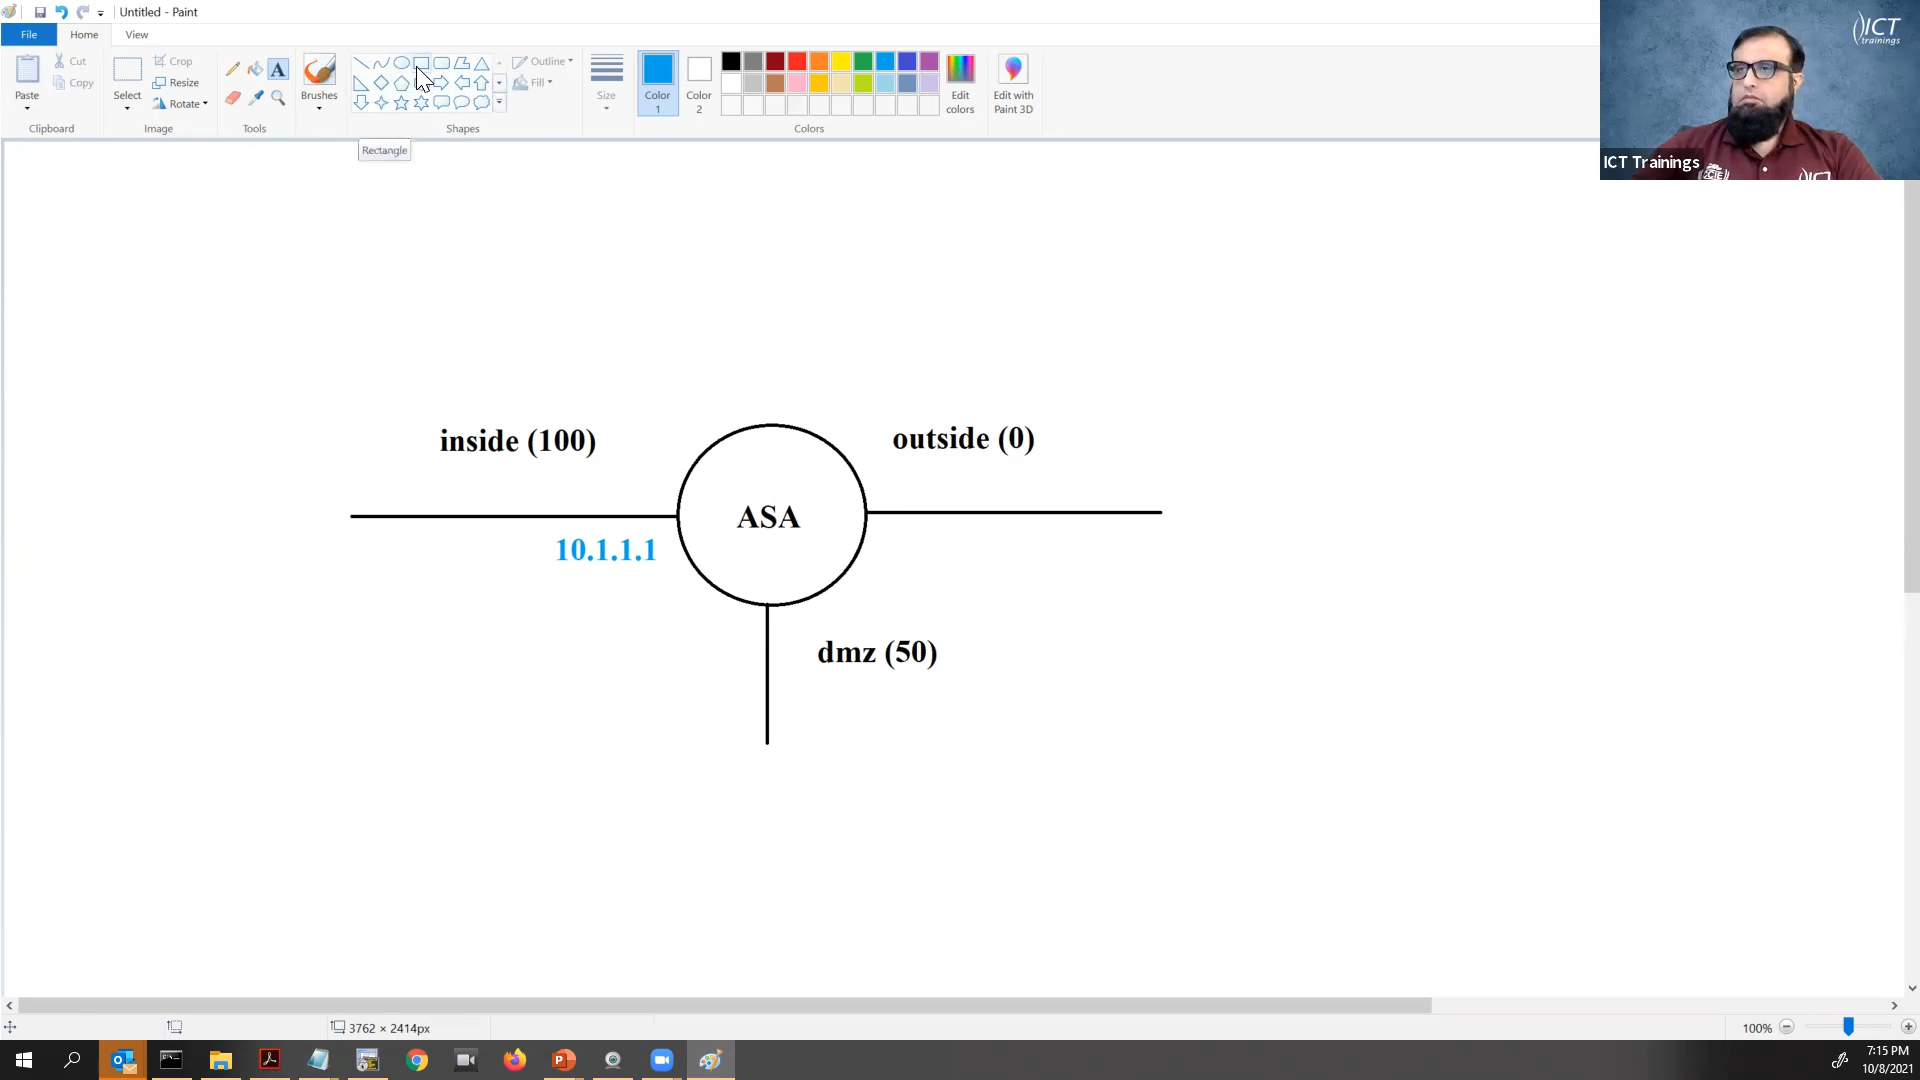 Untitled - Paint
File Home View
Paste
Cut
Copy
Clipboard
Select
Crop
Resize
Rotate
Image
A
Tools
Brushes
Shapes
Outline
Fill
Size
Color 1
Color 2
Colors
Edit colors
Edit with Paint 3D
Rectangle
ICT trainings
ICT Trainings
inside (100)
outside (0)
ASA
10.1.1.1
dmz (50)
3762 × 2414px
100%
7:15 PM
10/8/2021